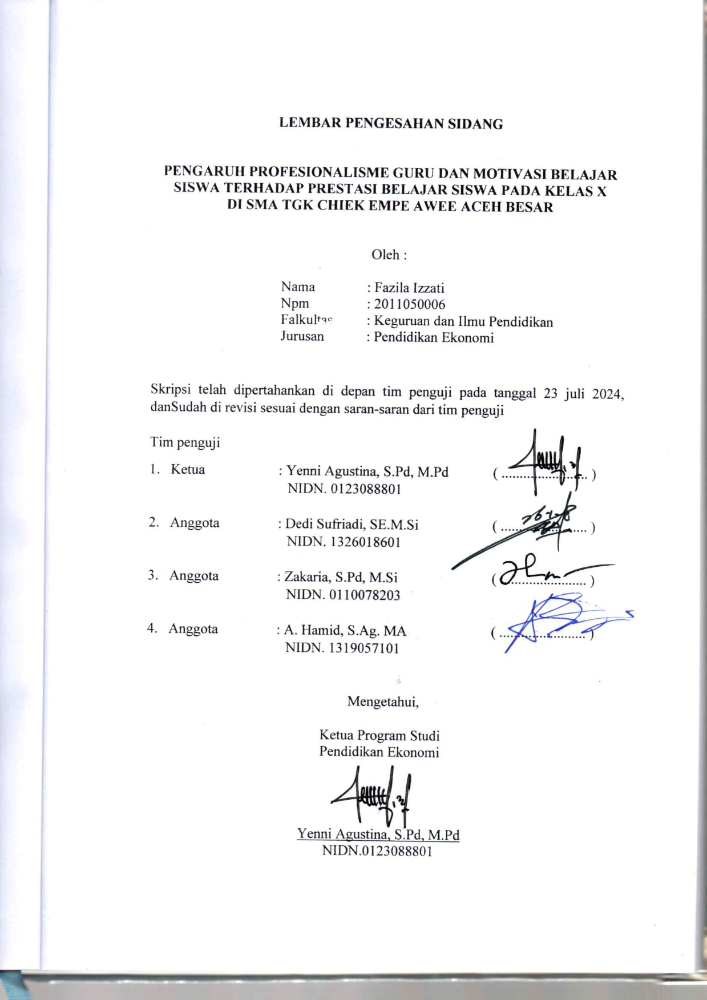 LEMBAR PENGESAHAN SIDANG
PENGARUH PROFESIONALISME GURU DAN MOTIVASI BELAJAR
SISWA TERHADAP PRESTASI BELAJAR SISWA PADA KELAS X
DI SMA TGK CHIEK EMPE AWEE ACEH BESAR
Oleh :
Nama : Fazila Izzati
Npm : 2011050006
Falkultas : Keguruan dan Ilmu Pendidikan
Jurusan : Pendidikan Ekonomi
Skripsi telah dipertahankan di depan tim penguji pada tanggal 23 juli 2024,
danSudah di revisi sesuai dengan saran-saran dari tim penguji
Tim penguji
1. Ketua : Yenni Agustina, S.Pd, M.Pd (........................)
NIDN. 0123088801
2. Anggota : Dedi Sufriadi, SE.M.Si (........................)
NIDN. 1326018601
3. Anggota : Zakaria, S.Pd, M.Si (........................)
NIDN. 0110078203
4. Anggota : A. Hamid, S.Ag. MA (........................)
NIDN. 1319057101
Mengetahui,
Ketua Program Studi
Pendidikan Ekonomi
Yenni Agustina, S.Pd, M.Pd
NIDN.0123088801